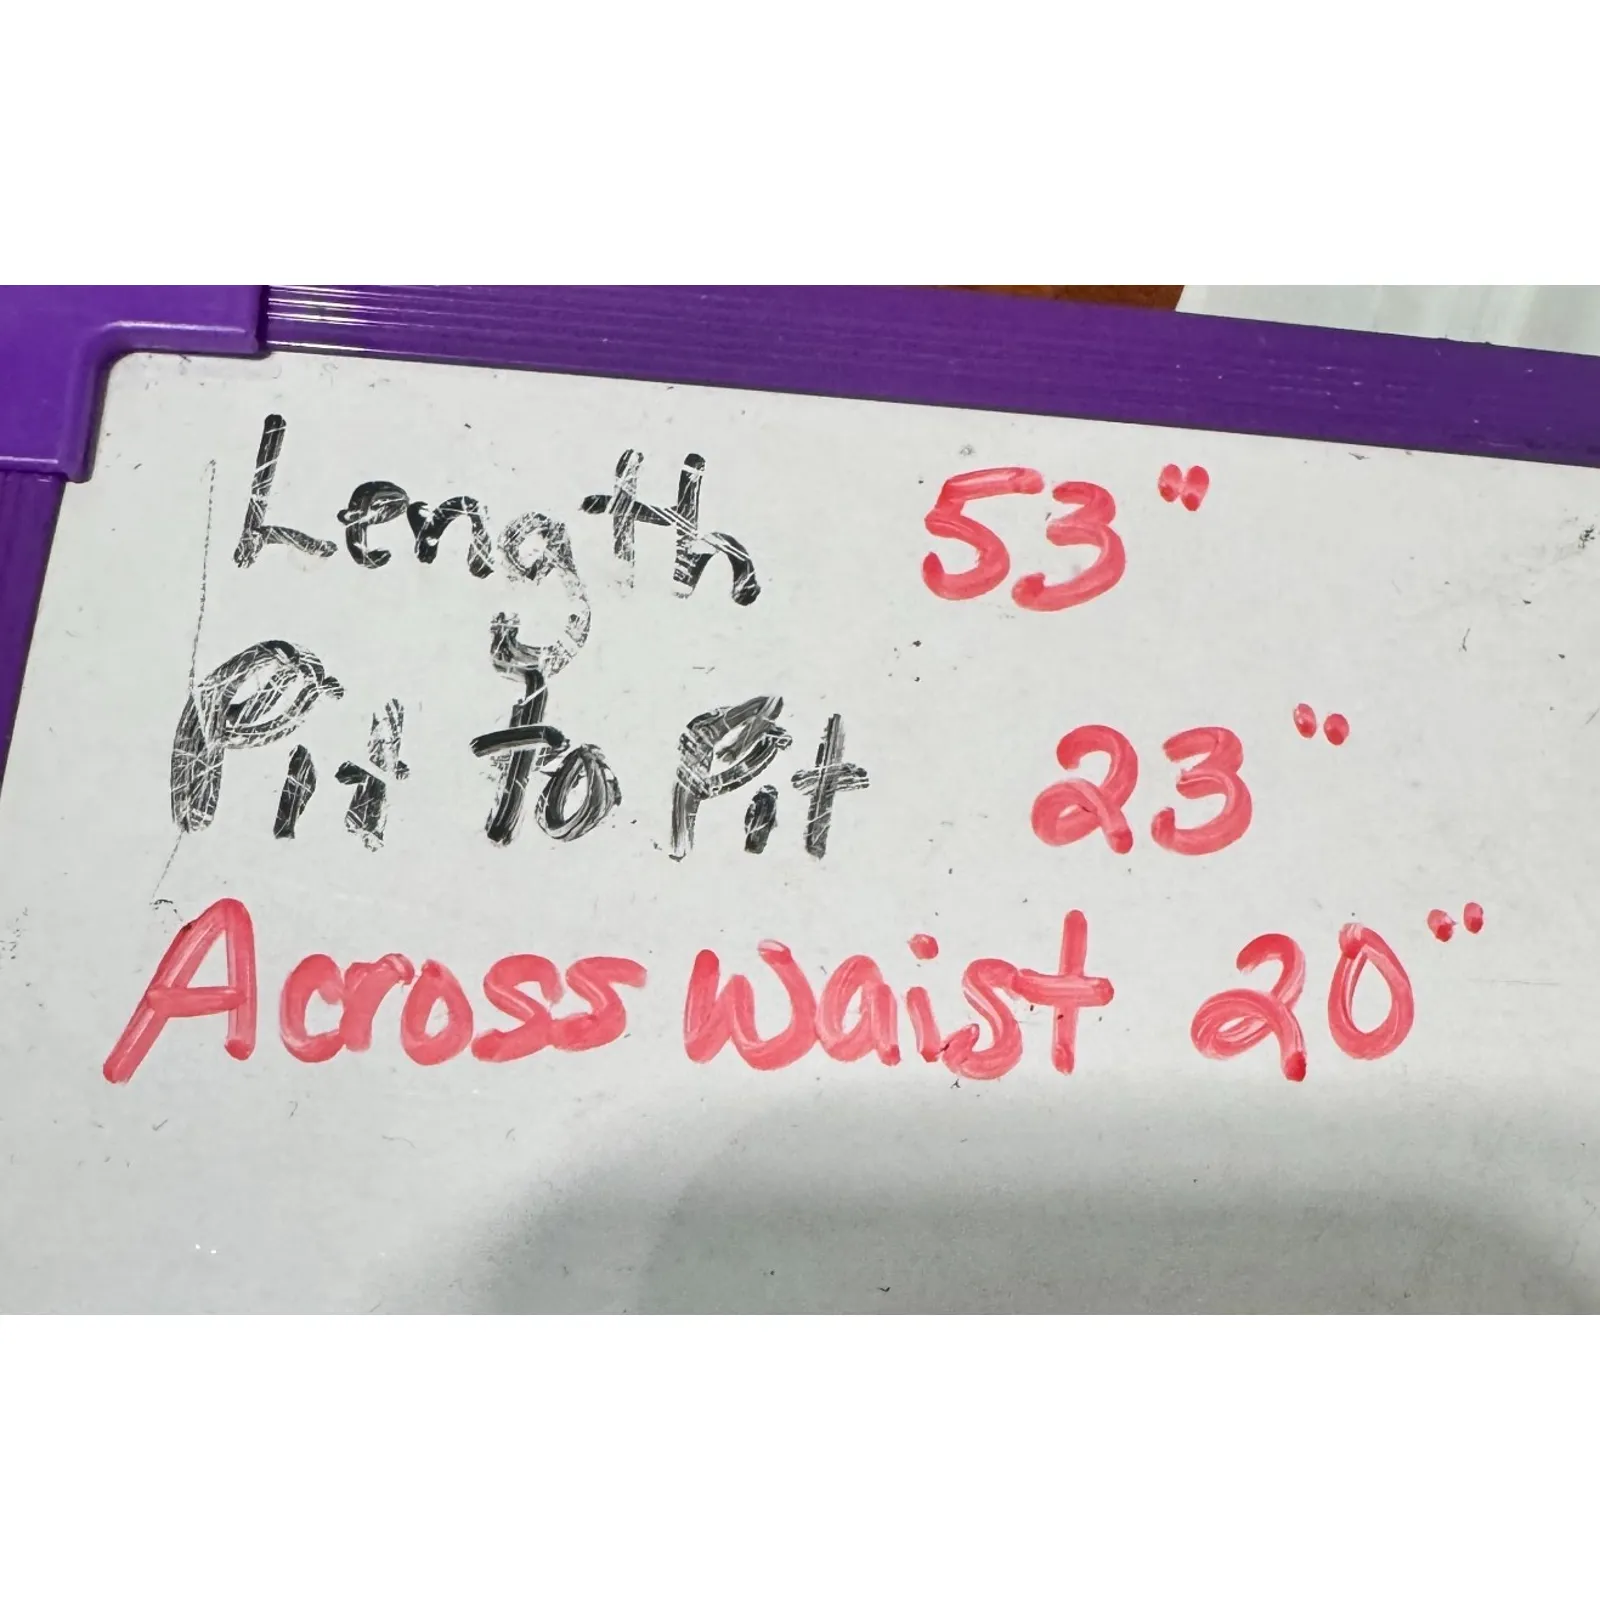 Length 53"
Pit To Pit 23"
Across Waist 20"